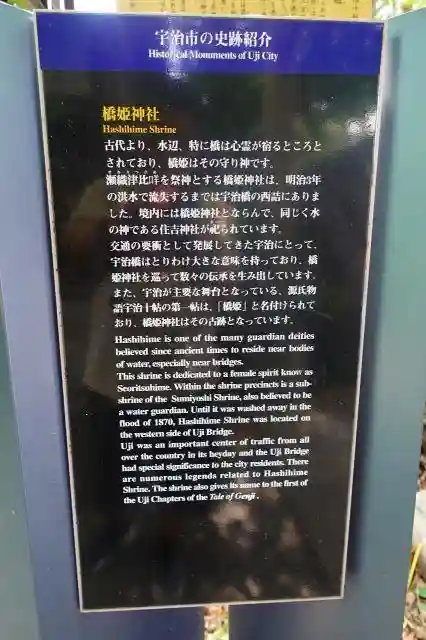 宇治市の史跡紹介
Historical Monuments of Uji City
橋姫神社
Hashihime Shrine
古代より、水辺、特に橋は心霊が宿るところと
されており、橋姫はその守り神です。
瀬織津比咩を祭神とする橋姫神社は、明治3年
の洪水で流失するまでは宇治橋の西詰にありま
した。境内には橋姫神社とならんで、同じく水
の神である住吉神社が祀られています。
交通の要衝として発展してきた宇治にとって、
宇治橋はとりわけ大きな意味を持っており、橋
姫神社を巡って数々の伝承を生み出しています。
また、宇治が主要な舞台となっている、源氏物
語宇治十帖の第一帖は、「橋姫」と名付けられて
おり、橋姫神社はその古跡となっています。
Hashihime is one of the many guardian deities
believed since ancient times to reside near bodies
of water, especially near bridges.
This shrine is dedicated to a female spirit know as
Seoritsuhime. Within the shrine precincts is a sub-
shrine of the Sumiyoshi Shrine, also believed to be
a water guardian. Until it was washed away in the
flood of 1870, Hashihime Shrine was located on
the western side of Uji Bridge.
Uji was an important center of traffic from all
over the country in its heyday and the Uji Bridge
had special significance to the city residents. There
are numerous legends related to Hashihime
Shrine. The shrine also gives its name to the first of
the Uji Chapters of the Tale of Genji .